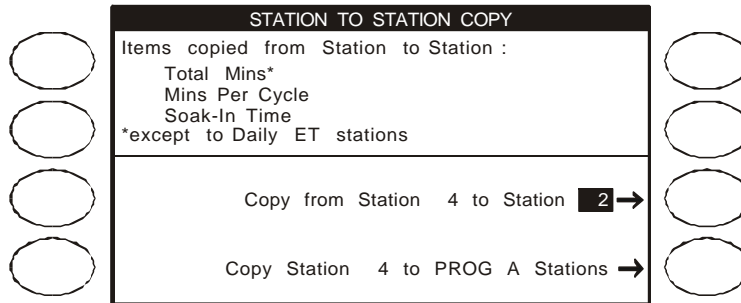 STATION TO STATION COPY
Items copied from Station to Station :
Total Mins*
Mins Per Cycle
Soak-In Time
*except to Daily ET stations
Copy from Station 4 to Station 2 →
Copy Station 4 to PROG A Stations →